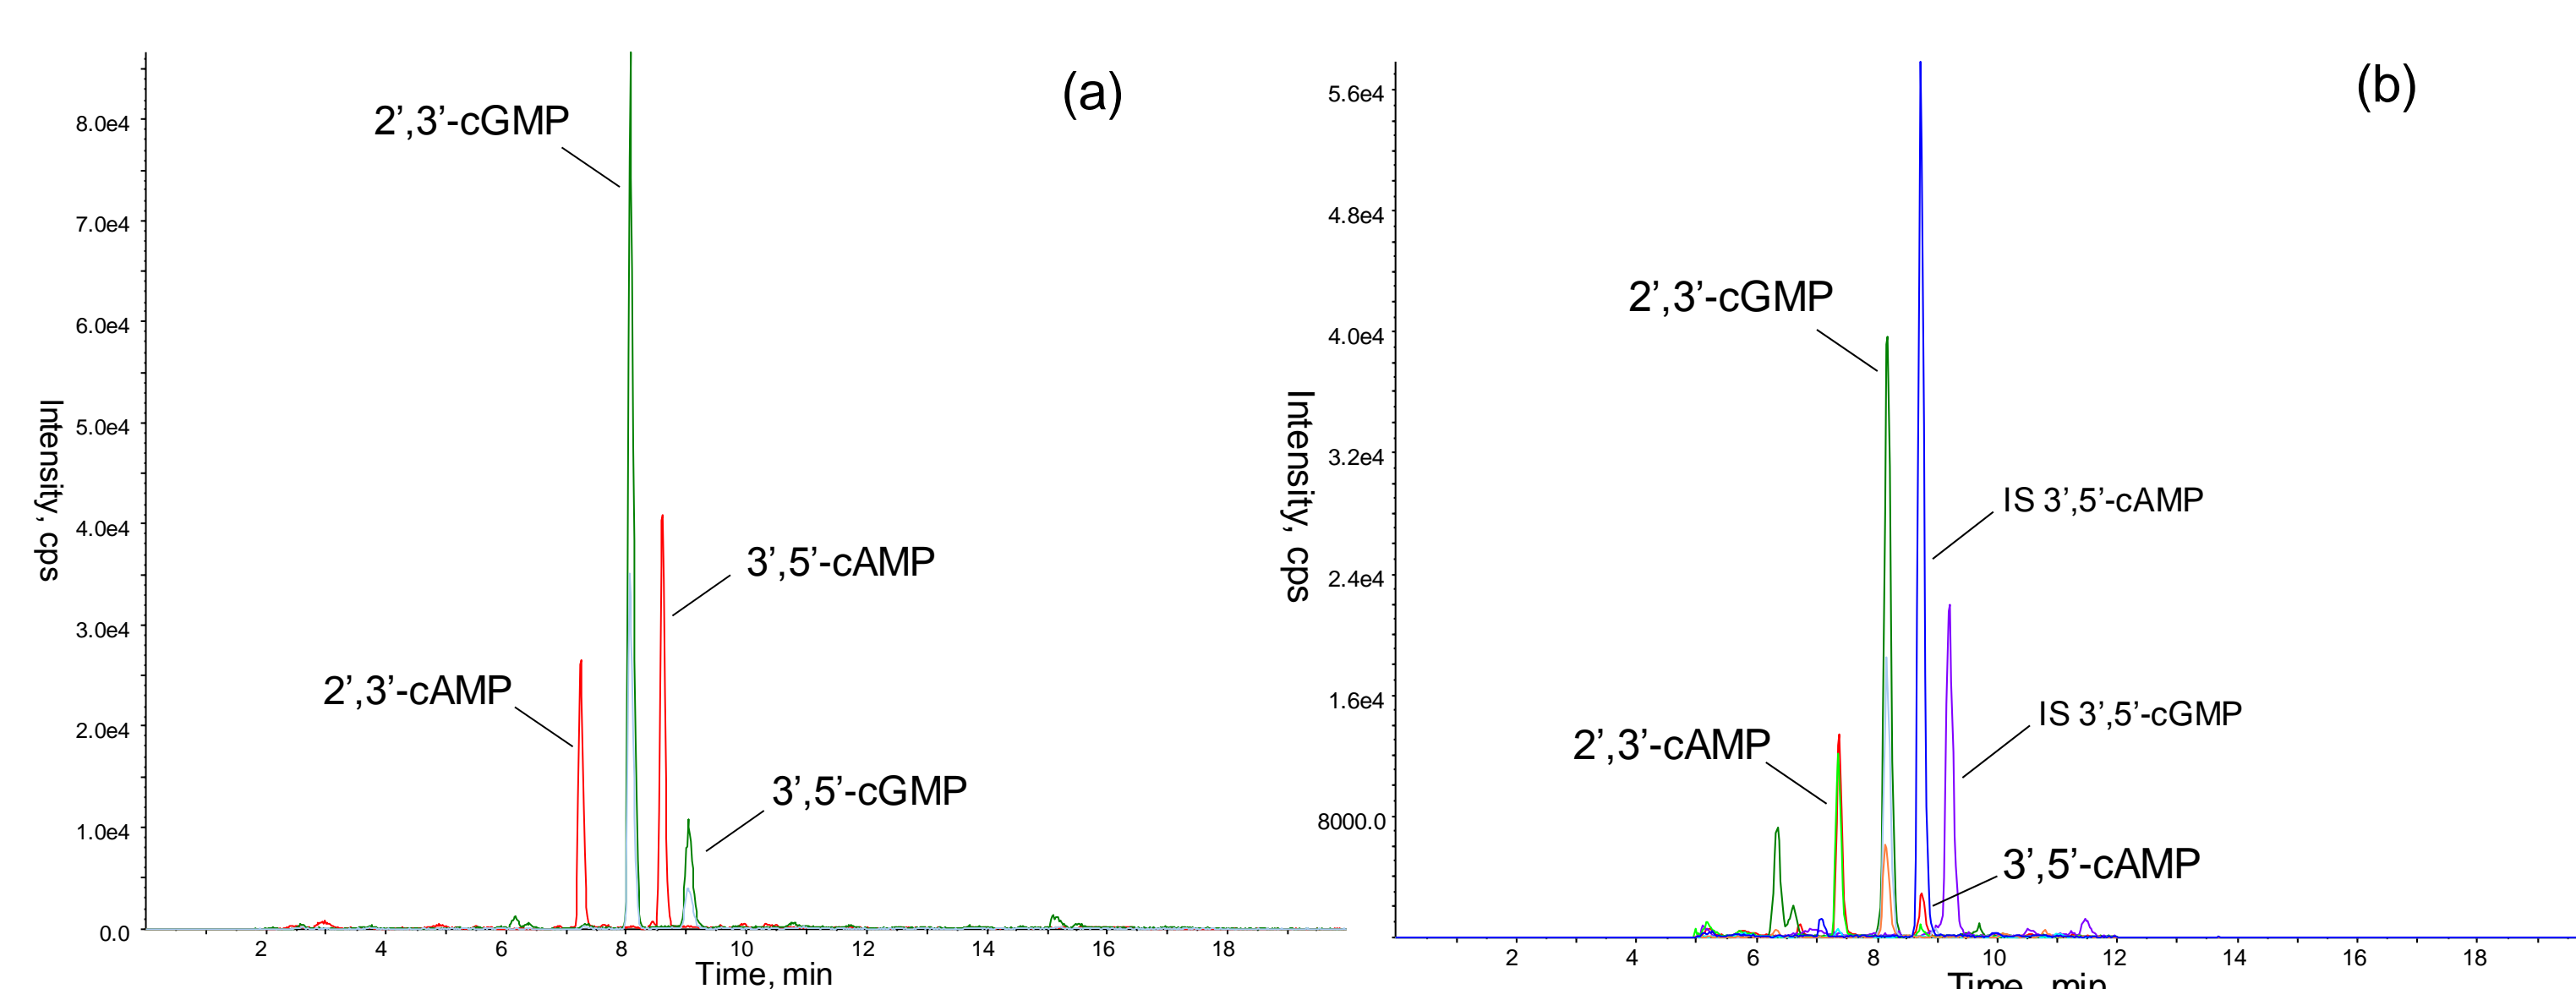 (a)
2’,3’-cGMP
8.0e4
7.0e4
6.0e4
5.0e4
4.0e4
3.0e4
2.0e4
1.0e4
0.0
Intensity, cps
3’,5’-cAMP
2’,3’-cAMP
3’,5’-cGMP
2 4 6 8 10 12 14 16 18
Time, min
(b)
5.6e4
4.8e4
4.0e4
3.2e4
2.4e4
1.6e4
8000.0
Intensity, cps
2’,3’-cGMP
IS 3’,5’-cAMP
IS 3’,5’-cGMP
2’,3’-cAMP
3’,5’-cAMP
2 4 6 8 10 12 14 16 18
Time, min